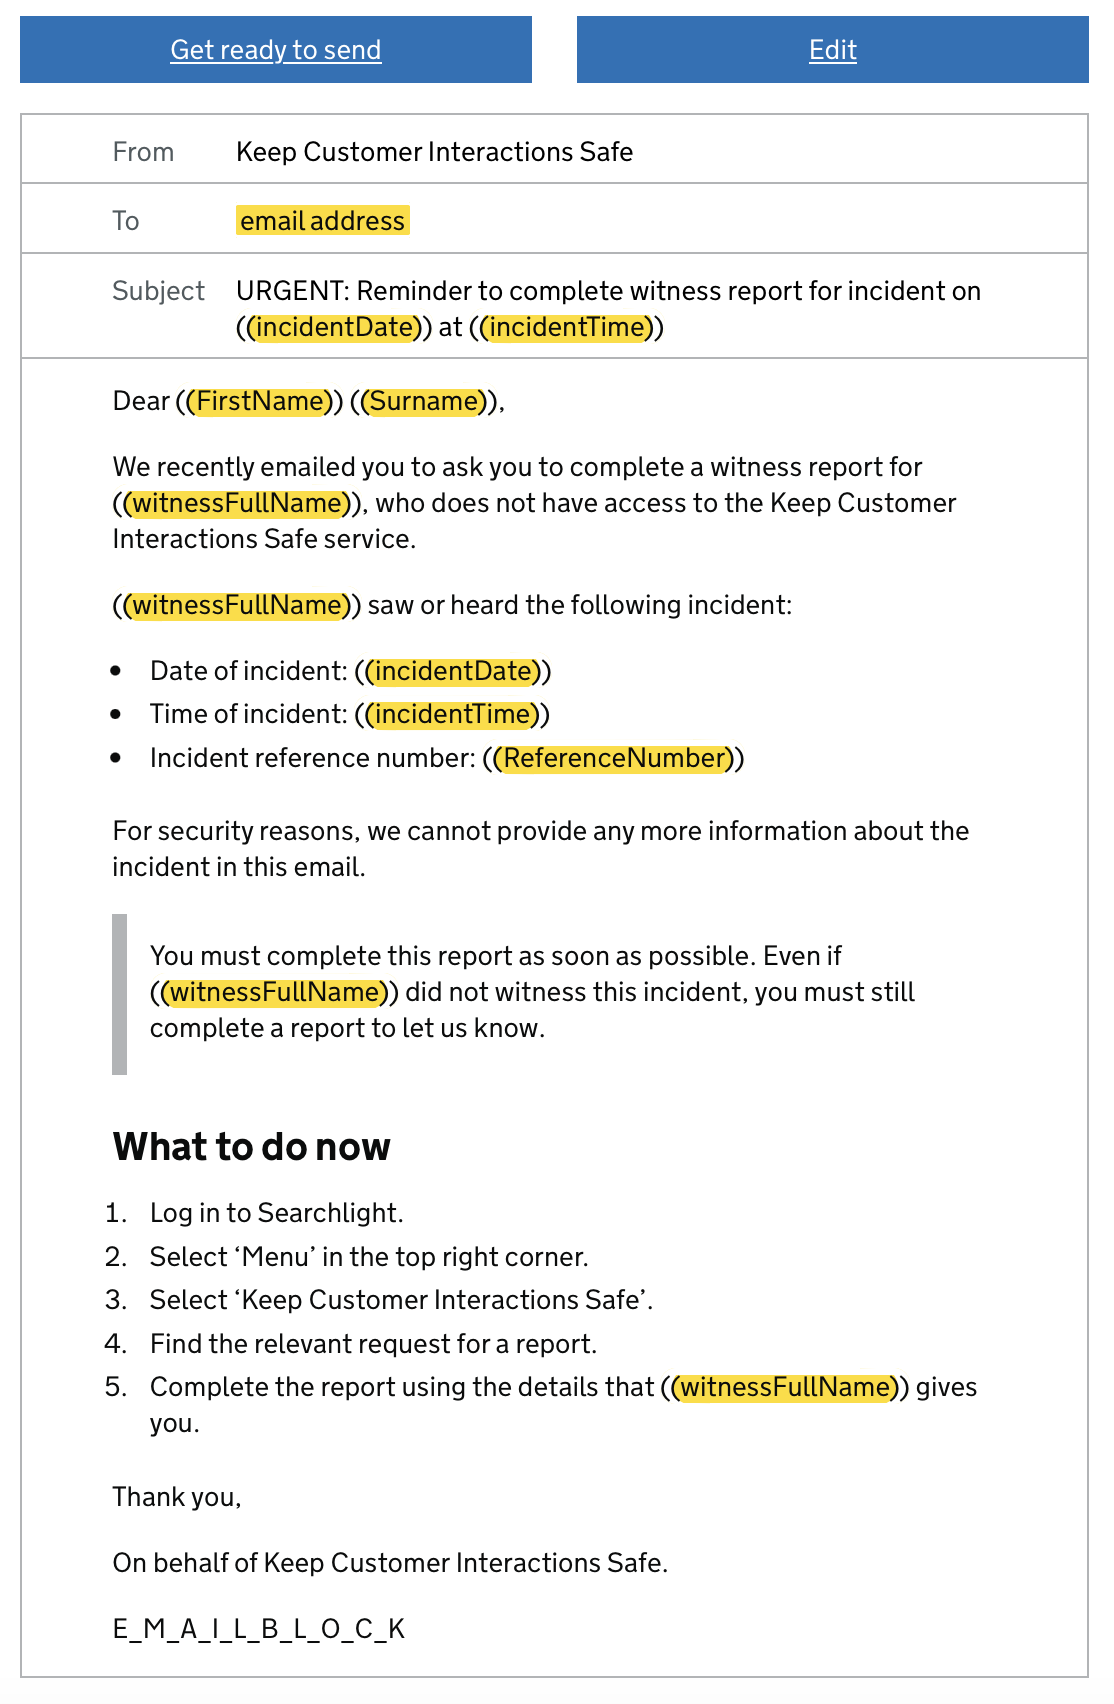 Get ready to send
Edit
From Keep Customer Interactions Safe
To email address
Subject URGENT: Reminder to complete witness report for incident on
((incidentDate)) at ((incidentTime))
Dear ((FirstName)) ((Surname)),
We recently emailed you to ask you to complete a witness report for
((witnessFullName)), who does not have access to the Keep Customer
Interactions Safe service.
((witnessFullName)) saw or heard the following incident:
• Date of incident: ((incidentDate))
• Time of incident: ((incidentTime))
• Incident reference number: ((ReferenceNumber))
For security reasons, we cannot provide any more information about the
incident in this email.
You must complete this report as soon as possible. Even if
((witnessFullName)) did not witness this incident, you must still
complete a report to let us know.
What to do now
1. Log in to Searchlight.
2. Select ‘Menu’ in the top right corner.
3. Select ‘Keep Customer Interactions Safe’.
4. Find the relevant request for a report.
5. Complete the report using the details that ((witnessFullName)) gives
you.
Thank you,
On behalf of Keep Customer Interactions Safe.
E_M_A_I_L_B_L_O_C_K